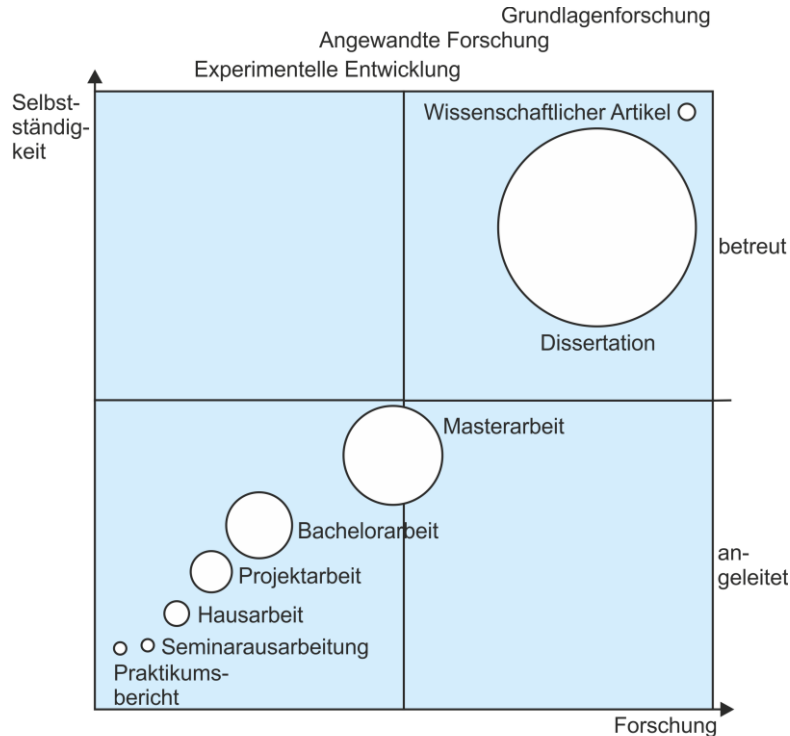 Grundlagenforschung
Angewandte Forschung
Experimentelle Entwicklung
Selbst-
ständig-
keit
Wissenschaftlicher Artikel
betreut
Dissertation
Masterarbeit
Bachelorarbeit
an-
geleitet
Projektarbeit
Hausarbeit
Seminarausarbeitung
Praktikums-
bericht
Forschung